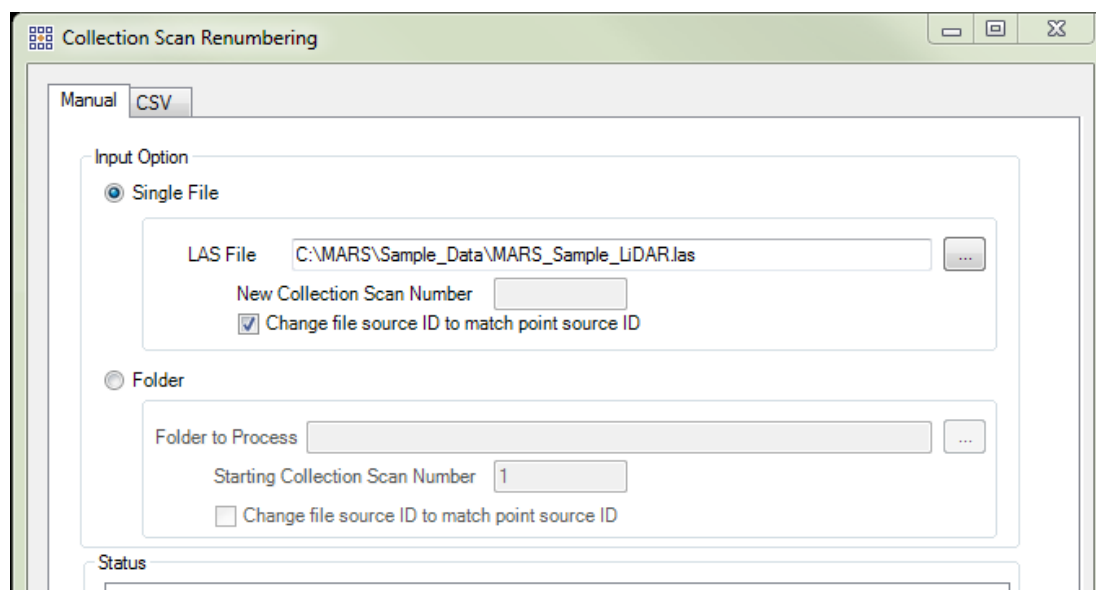 Collection Scan Renumbering
Manual CSV
Input Option
Single File
LAS File C:\MARS\Sample_Data\MARS_Sample_LiDAR.las ...
New Collection Scan Number
Change file source ID to match point source ID
Folder
Folder to Process ...
Starting Collection Scan Number 1
Change file source ID to match point source ID
Status